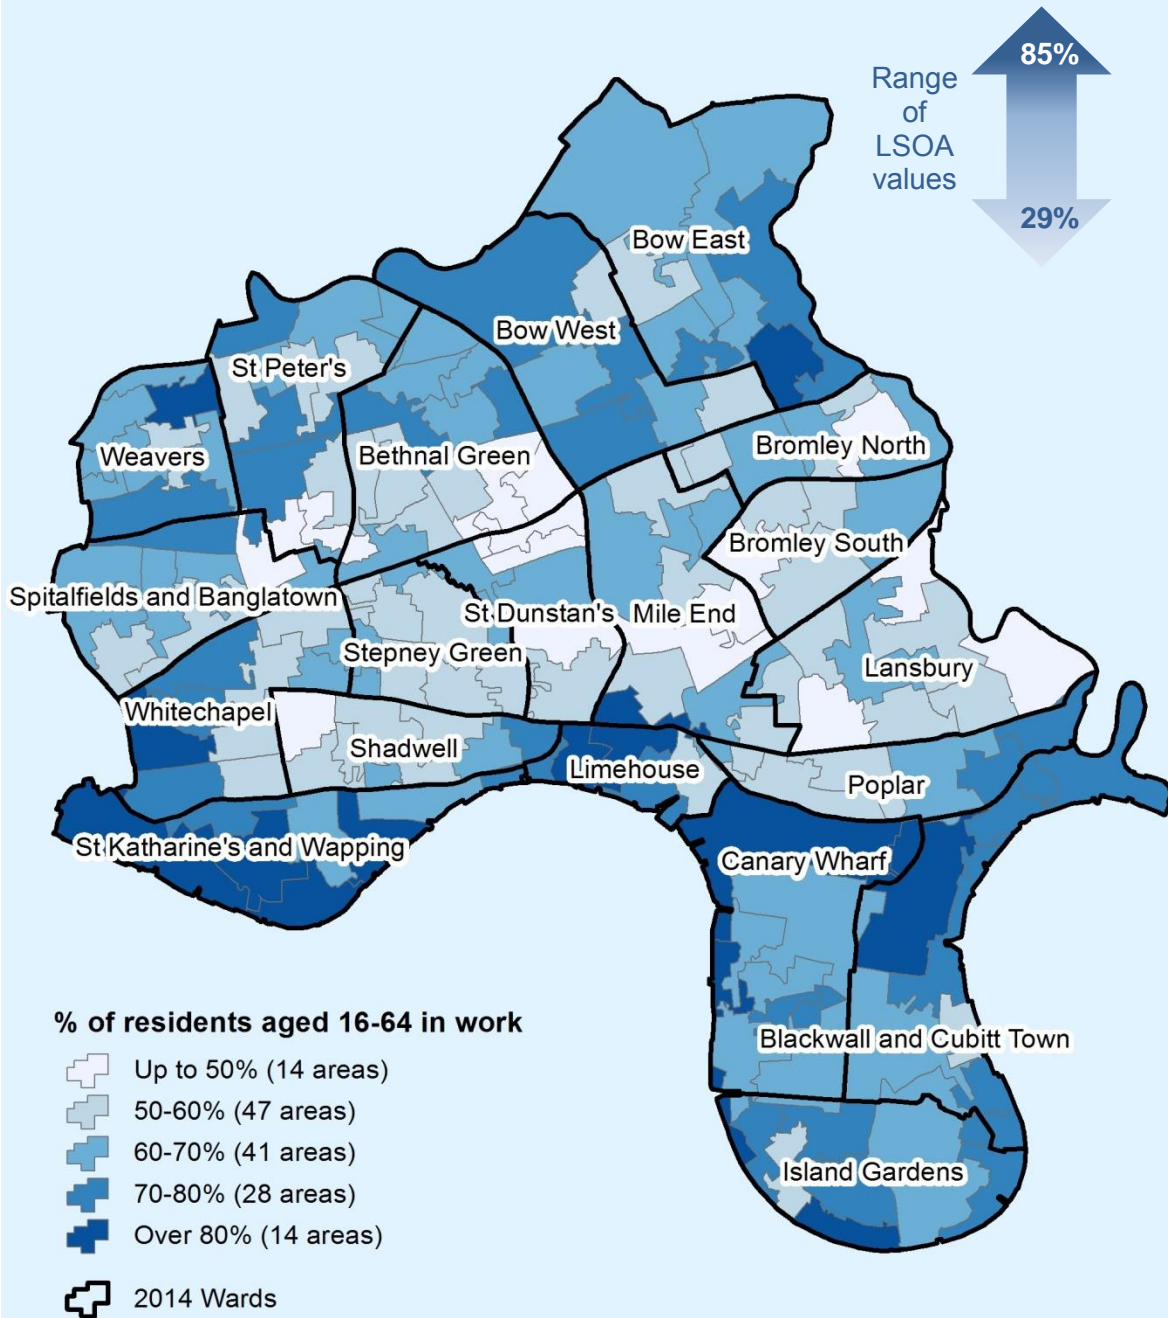 85%
Range
of
LSOA
values
29%
Bow East
Bow West
St Peter's
Weavers
Bethnal Green
Bromley North
Bromley South
Spitalfields and Banglatown
St Dunstan's
Mile End
Stepney Green
Lansbury
Whitechapel
Shadwell
Limehouse
Poplar
St Katharine's and Wapping
Canary Wharf
Blackwall and Cubitt Town
Island Gardens
% of residents aged 16-64 in work
Up to 50% (14 areas)
50-60% (47 areas)
60-70% (41 areas)
70-80% (28 areas)
Over 80% (14 areas)
2014 Wards